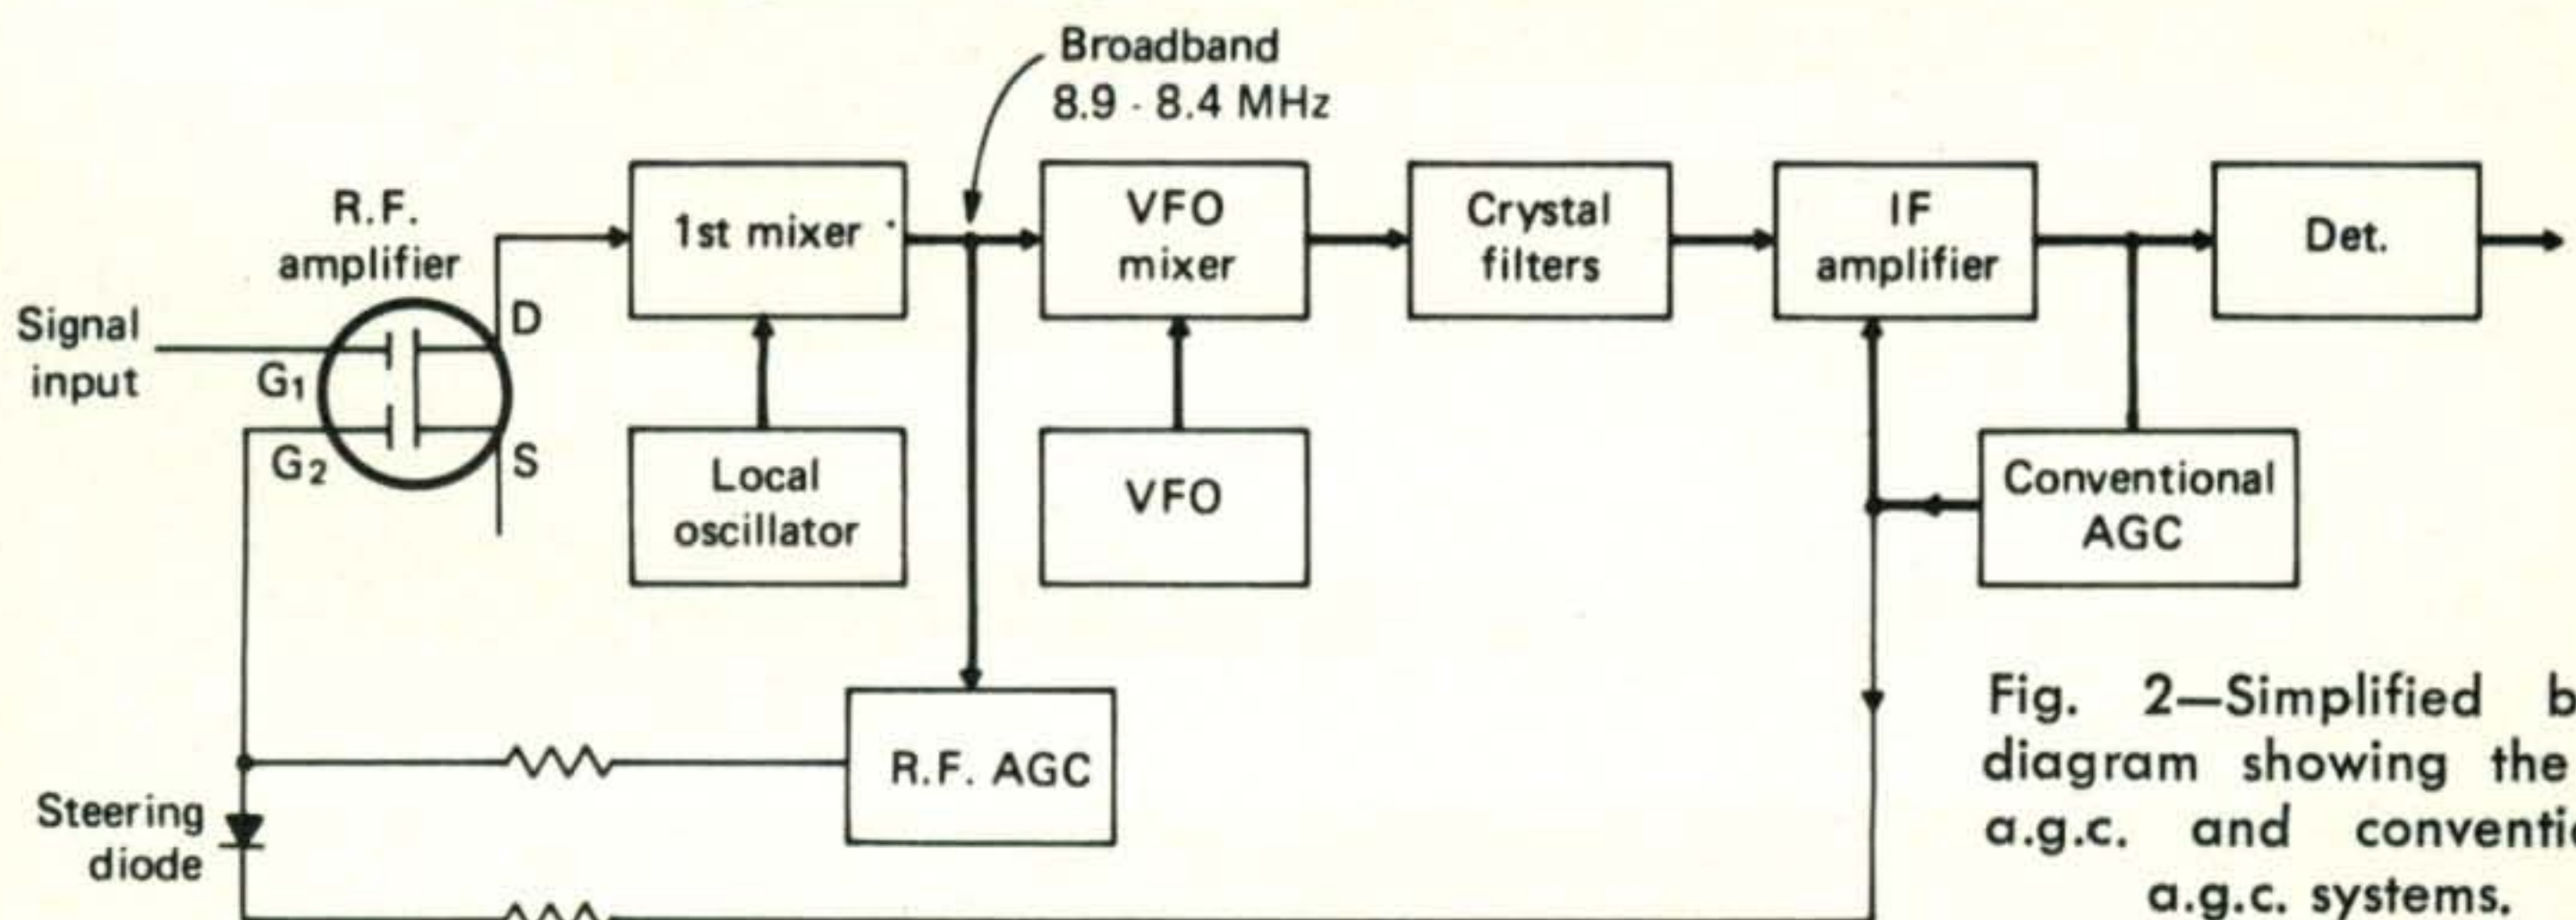 Broadband
8.9 - 8.4 MHz
R.F.
amplifier
Signal
input
G1
G2
D
S
1st mixer
VFO
mixer
Crystal
filters
IF
amplifier
Det.
Local
oscillator
VFO
Conventional
AGC
R.F. AGC
Steering
diode
Fig. 2—Simplified b
diagram showing the
a.g.c. and conventi
a.g.c. systems.